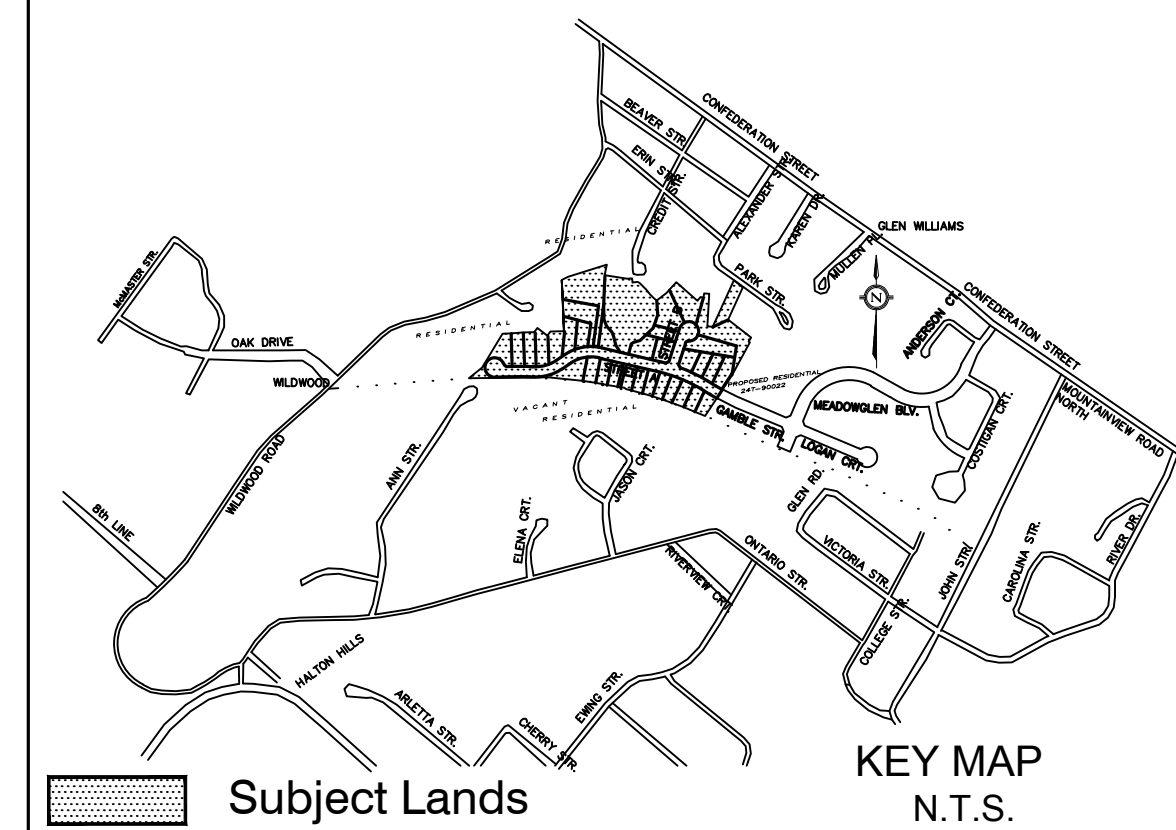 CONFEDERATION STREET
BEAVER STR.
ERIN STR.
CREDIT STR.
ALEXANDER STR.
KAREN DR.
MULLEN PL.
GLEN WILLIAMS
RESIDENTIAL
PARK STR.
N
CONFEDERATION STREET
ANDERSON CT.
McMASTER STR.
OAK DRIVE
RESIDENTIAL
WILDWOOD
STREET B
STREET A
PROPOSED RESIDENTIAL
24T-90022
VACANT
RESIDENTIAL
GAMBLE STR.
MEADOWGLEN BLV.
LOGAN CRT.
COSTIGAN CRT.
MOUNTAINVIEW ROAD
NORTH
WILDWOOD ROAD
ANN STR.
JASON CRT.
ELENA CRT.
8th LINE
GLEN RD.
VICTORIA STR.
ONTARIO STR.
RIVERVIEW CRT.
COLLEGE STR.
JOHN STR/
CAROLINA STR.
RIVER DR.
HALTON HILLS
ARLETTA STR.
CHERRY STR.
EWING STR.
KEY MAP
N.T.S.
Subject Lands